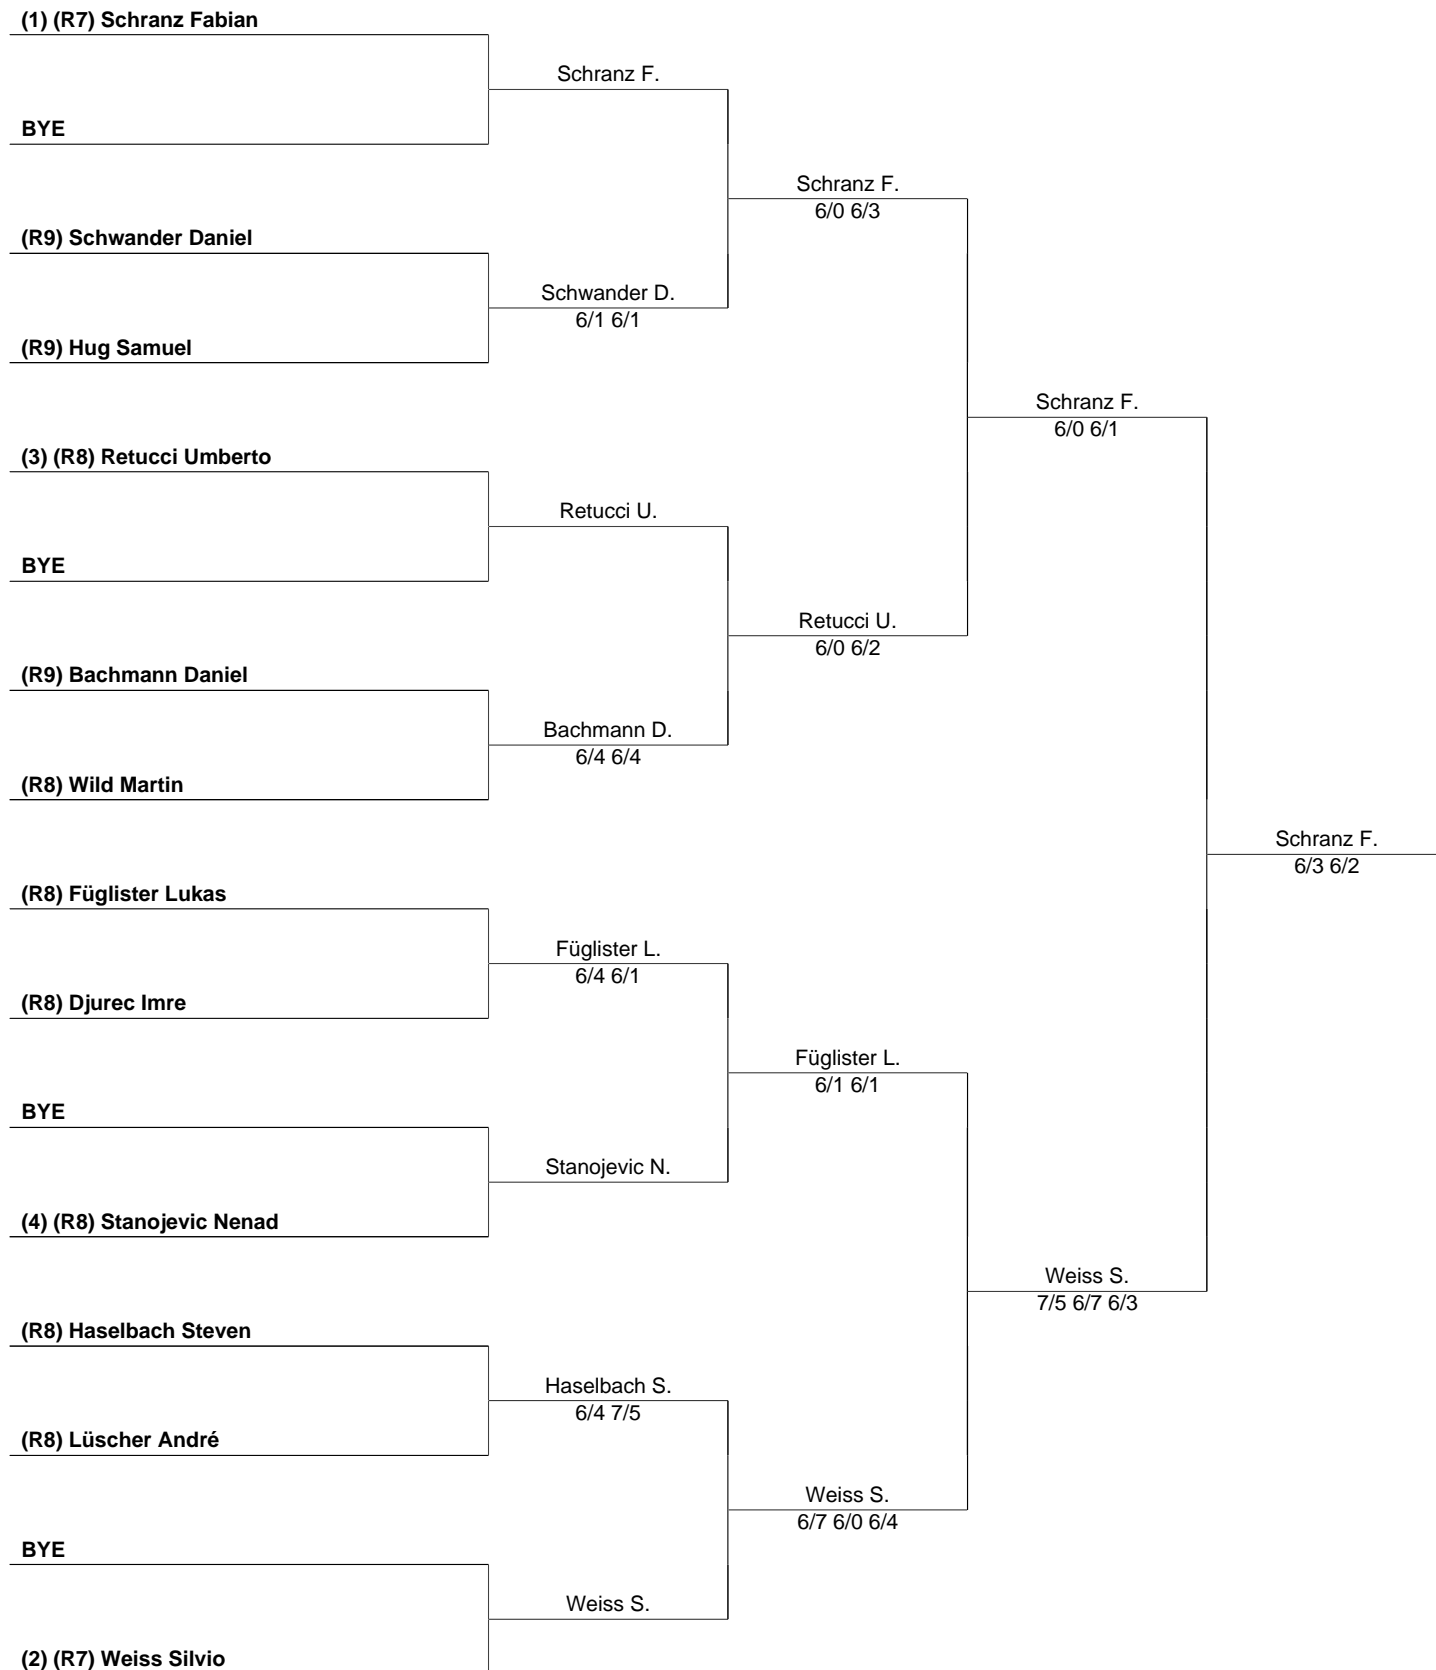 (1) (R7) Schranz Fabian
Schranz F.
BYE
Schranz F.
6/0 6/3
(R9) Schwander Daniel
Schwander D.
6/1 6/1
(R9) Hug Samuel
Schranz F.
6/0 6/1
(3) (R8) Retucci Umberto
Retucci U.
BYE
Retucci U.
6/0 6/2
(R9) Bachmann Daniel
Bachmann D.
6/4 6/4
(R8) Wild Martin
Schranz F.
6/3 6/2
(R8) Füglister Lukas
Füglister L.
6/4 6/1
(R8) Djurec Imre
Füglister L.
6/1 6/1
BYE
Stanojevic N.
(4) (R8) Stanojevic Nenad
Weiss S.
7/5 6/7 6/3
(R8) Haselbach Steven
Haselbach S.
6/4 7/5
(R8) Lüscher André
Weiss S.
6/7 6/0 6/4
BYE
Weiss S.
(2) (R7) Weiss Silvio